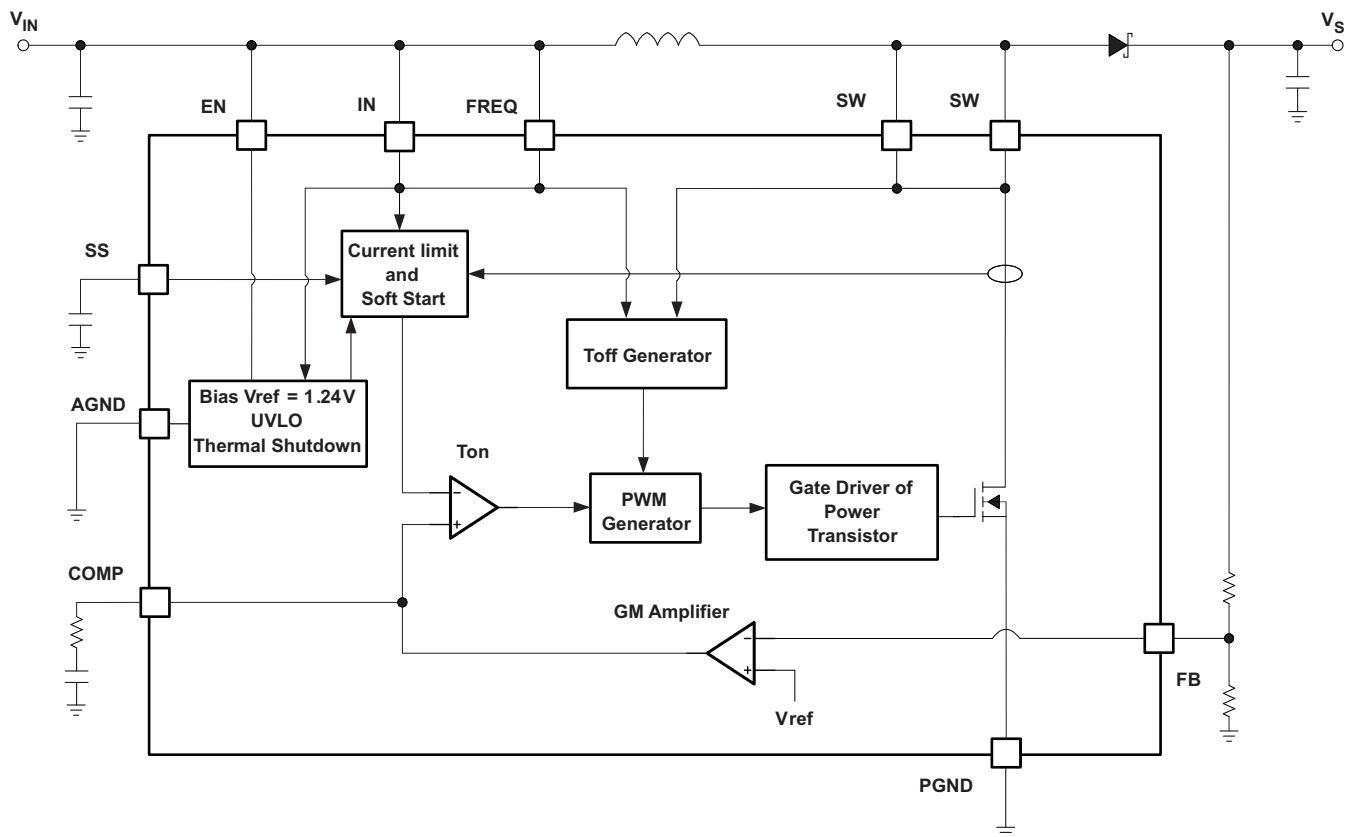 VIN
VS
EN
IN
FREQ
SW
SW
SS
Current limit
and
Soft Start
Toff Generator
AGND
Bias Vref = 1.24V
UVLO
Thermal Shutdown
Ton
−
+
PWM
Generator
Gate Driver of
Power
Transistor
COMP
GM Amplifier
−
+
Vref
FB
PGND